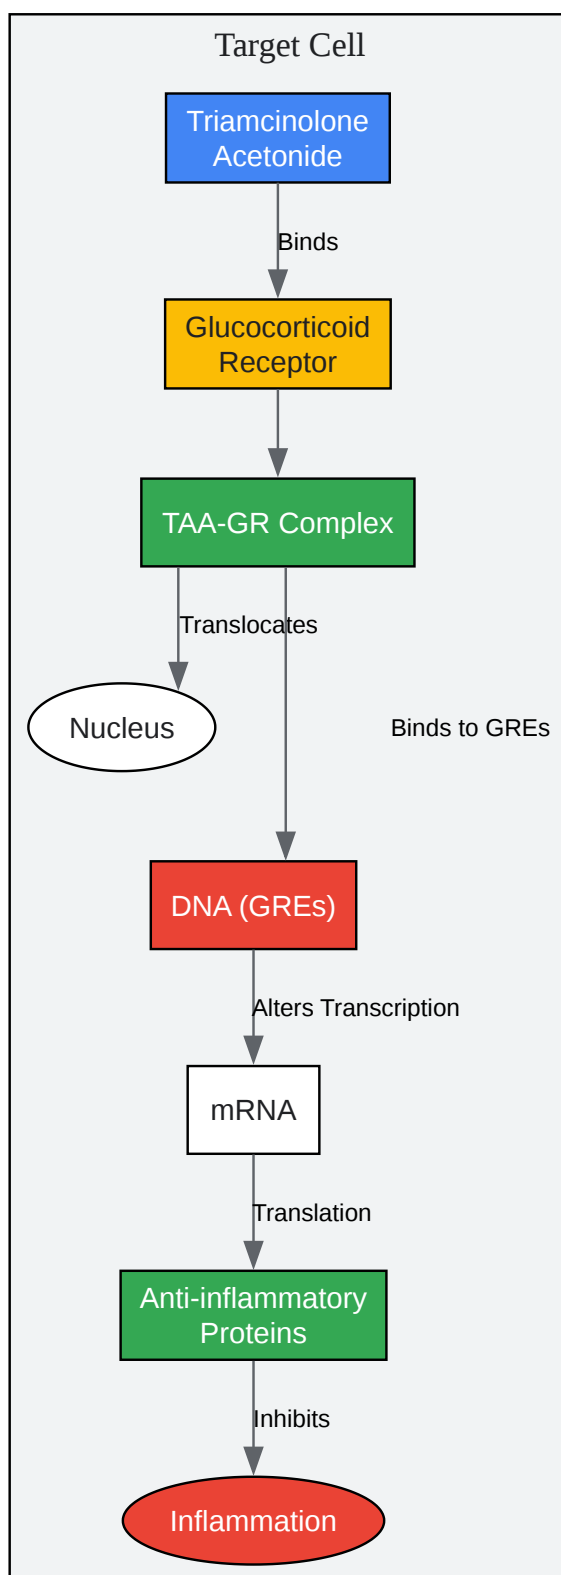 Target Cell
Triamcinolone
Acetonide
Binds
Glucocorticoid
Receptor
TAA-GR Complex
Translocates
Nucleus
Binds to GREs
DNA (GREs)
Alters Transcription
mRNA
Translation
Anti-inflammatory
Proteins
Inhibits
Inflammation